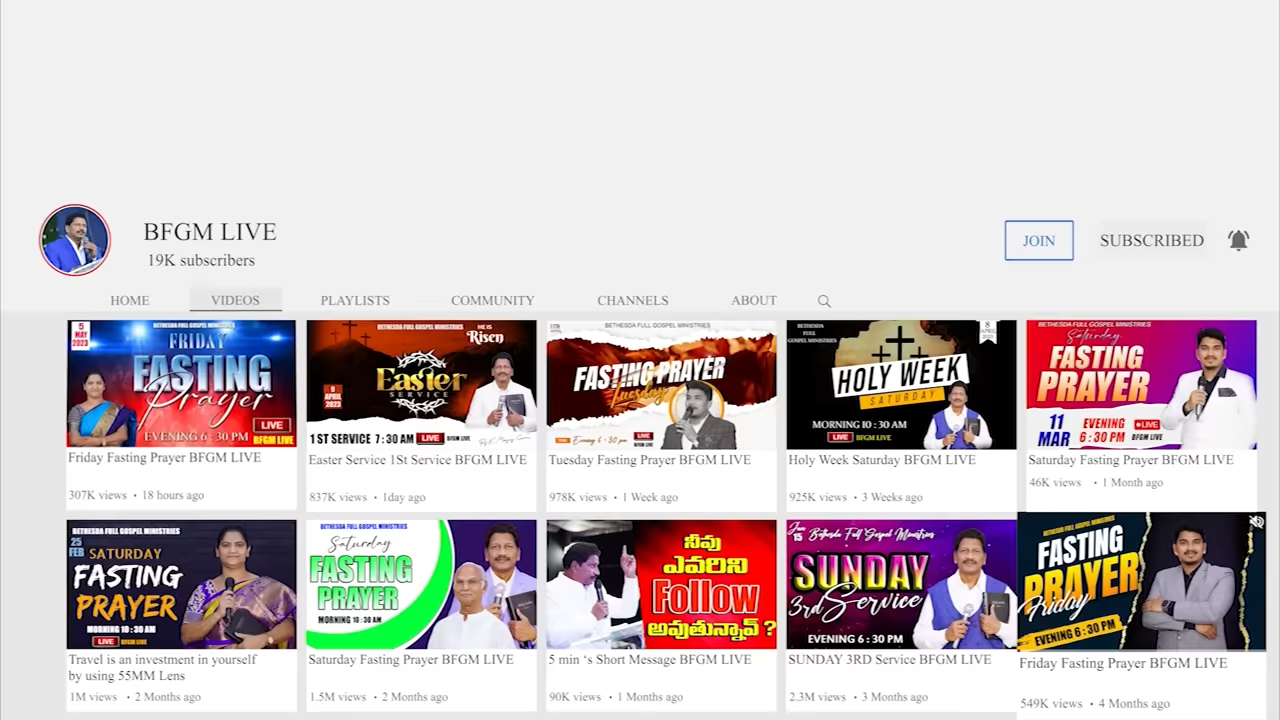 BFGM LIVE
19K subscribers
JOIN
SUBSCRIBED
HOME
VIDEOS
PLAYLISTS
COMMUNITY
CHANNELS
ABOUT
5
MAY
2023
BETHESDA FULL GOSPEL MINISTRIES
FRIDAY
FASTING
Prayer
EVENING 6 : 30 PM
LIVE
BFGM LIVE
Friday Fasting Prayer BFGM LIVE
307K views • 18 hours ago
BETHESDA FULL GOSPEL MINISTRIES
HE IS
Risen
Easter
SERVICE
9
APRIL
2023
1ST SERVICE 7 : 30 AM
LIVE
BFGM LIVE
Easter Service 1St Service BFGM LIVE
837K views • 1day ago
BETHESDA FULL GOSPEL MINISTRIES
FASTING PRAYER
Tuesday
Evening 6 : 30 pm
LIVE
BFGM LIVE
Tuesday Fasting Prayer BFGM LIVE
978K views • 1 Week ago
BETHESDA
FULL
GOSPEL MINISTRIES
8
HOLY WEEK
SATURDAY
MORNING 10 : 30 AM
LIVE
BFGM LIVE
Holy Week Saturday BFGM LIVE
925K views • 3 Weeks ago
BETHESDA FULL GOSPEL MINISTRIES
Saturday
FASTING
PRAYER
11
MAR
EVENING
6 : 30 PM
LIVE
BFGM LIVE
Saturday Fasting Prayer BFGM LIVE
46K views • 1 Month ago
BETHESDA FULL GOSPEL MINISTRIES
25
FEB
SATURDAY
FASTING
PRAYER
MORNING 10 : 30 AM
LIVE
BFGM LIVE
Travel is an investment in yourself
by using 55MM Lens
1M views • 2 Months ago
BETHESDA FULL GOSPEL MINISTRIES
Saturday
FASTING
PRAYER
MORNING 10 : 30 AM
Saturday Fasting Prayer BFGM LIVE
1.5M views • 2 Months ago
నీవు
ఎవరిని
Follow
అవుతున్నావ్ ?
5 min ‘s Short Message BFGM LIVE
90K views • 1 Months ago
Jan
15
Bethesda Full Gospel Ministries
SUNDAY
3rd Service
EVENING 6 : 30 PM
SUNDAY 3RD Service BFGM LIVE
2.3M views • 3 Months ago
BETHESDA FULL GOSPEL MINISTRIES
FASTING
PRAYER
Friday
EVENING 6 : 30 PM
Friday Fasting Prayer BFGM LIVE
549K views • 4 Months ago